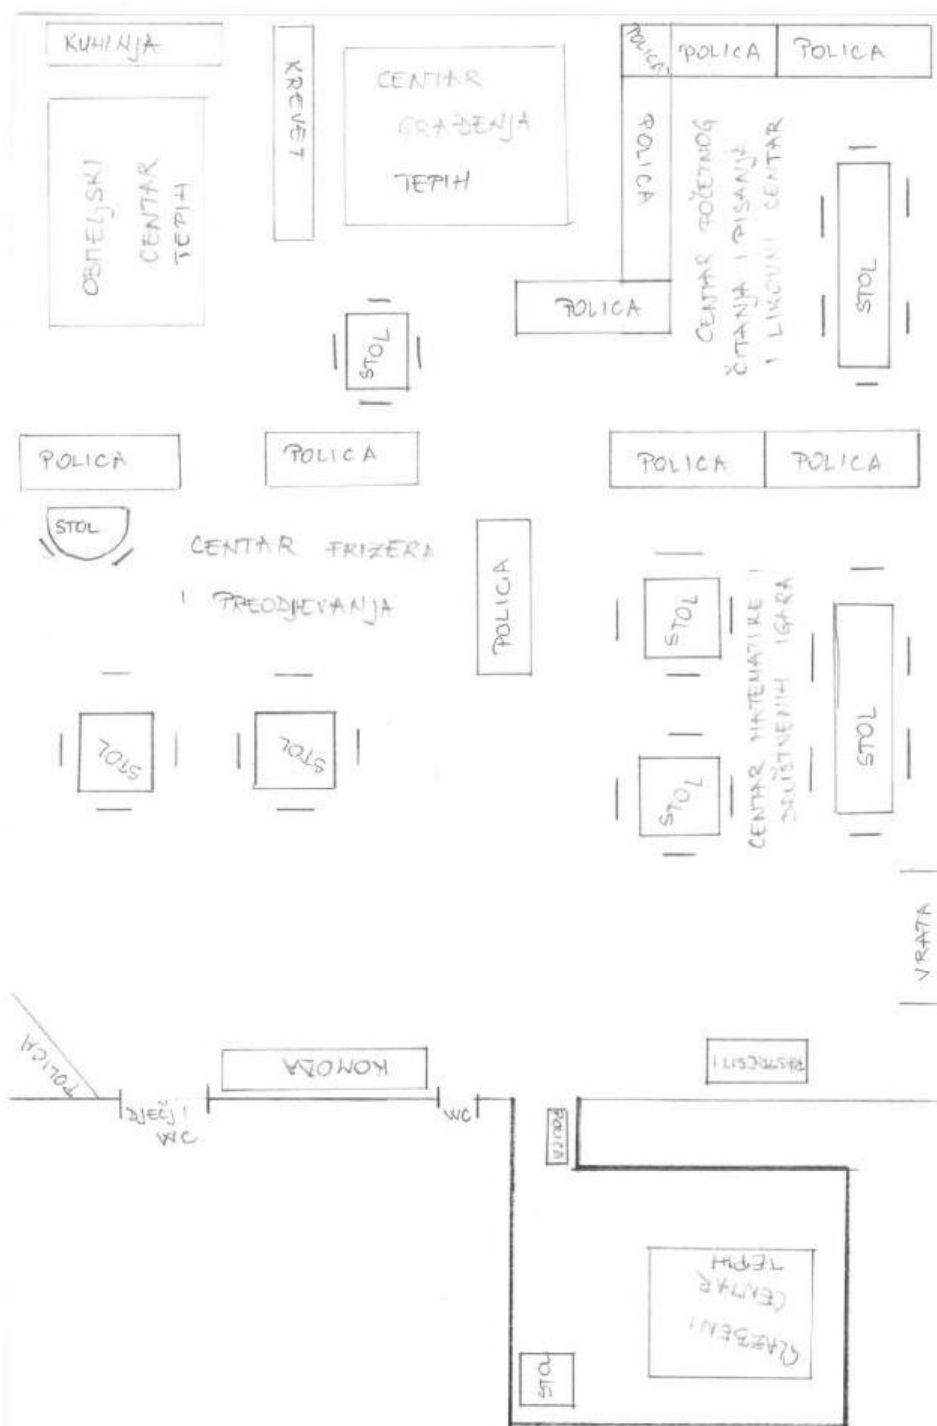 KUHINJA
KREVET
CENTAR
GRAĐENJA
TEPIH
POLICA
POLICA
POLICA
POLICA
OBITELJSKI
CENTAR
TEPIH
CENTAR POČETNOG
ČITANJA I PISANJA
I LIKOVNI CENTAR
STOL
POLICA
STOL
POLICA
POLICA
POLICA
POLICA
STOL
CENTAR FRIZERA
I PREODJEVANJA
POLICA
STOL
CENTAR MATEMATIKE I
DRUŠTVENIH IGARA
STOL
STOL
STOL
STOL
VRATA
POLICA
KOMODA
DJEČJI
WC
WC
POLICA
GLAZBENI
CENTAR
TEPIH
STOL